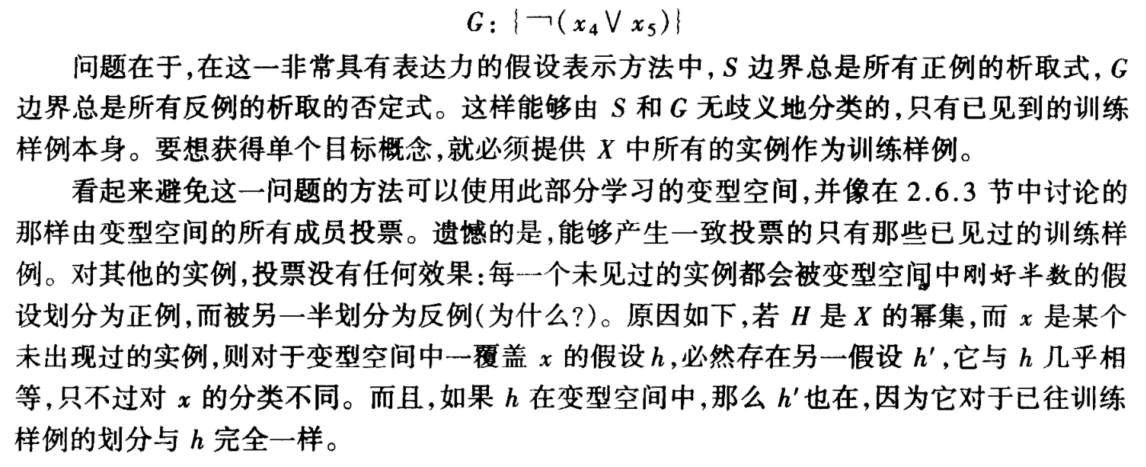 G: {¬(x₄∨x₅)}
问题在于,在这一非常具有表达力的假设表示方法中,S 边界总是所有正例的析取式,G
边界总是所有反例的析取的否定式。这样能够由 S 和 G 无歧义地分类的,只有已见到的训练
样例本身。要想获得单个目标概念,就必须提供 X 中所有的实例作为训练样例。
看起来避免这一问题的方法可以使用此部分学习的变型空间,并像在 2.6.3 节中讨论的
那样由变型空间的所有成员投票。遗憾的是,能够产生一致投票的只有那些已见过的训练样
例。对其他的实例,投票没有任何效果:每一个未见过的实例都会被变型空间中刚好半数的假
设划分为正例,而被另一半划分为反例(为什么?)。原因如下,若 H 是 X 的幂集,而 x 是某个
未出现过的实例,则对于变型空间中一覆盖 x 的假设 h,必然存在另一假设 h′,它与 h 几乎相
等,只不过对 x 的分类不同。而且,如果 h 在变型空间中,那么 h′也在,因为它对于已往训练
样例的划分与 h 完全一样。